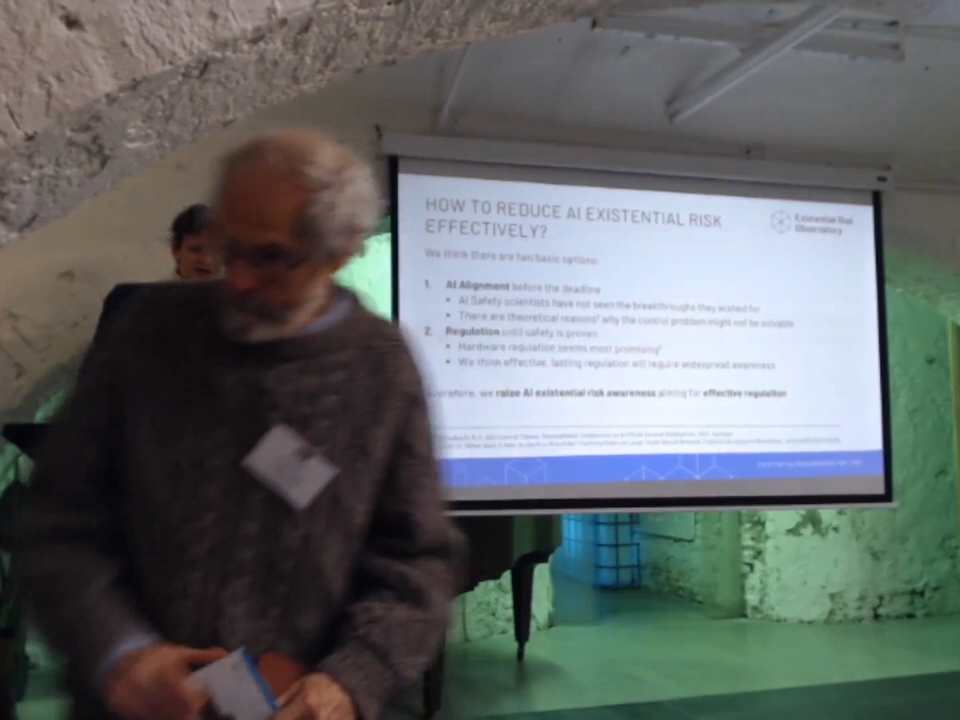 HOW TO REDUCE AI EXISTENTIAL RISK
EFFECTIVELY?
Existential Risk
Observatory
We think there are two basic options:
1. AI Alignment before the deadline
• AI Safety scientists have not seen the breakthroughs they wished for
• There are theoretical reasons¹ why the control problem might not be solvable
2. Regulation until safety is proven
• Hardware regulation seems most promising²
• We think effective, lasting regulation will require widespread awareness
we raise AI existential risk awareness aiming for effective regulation